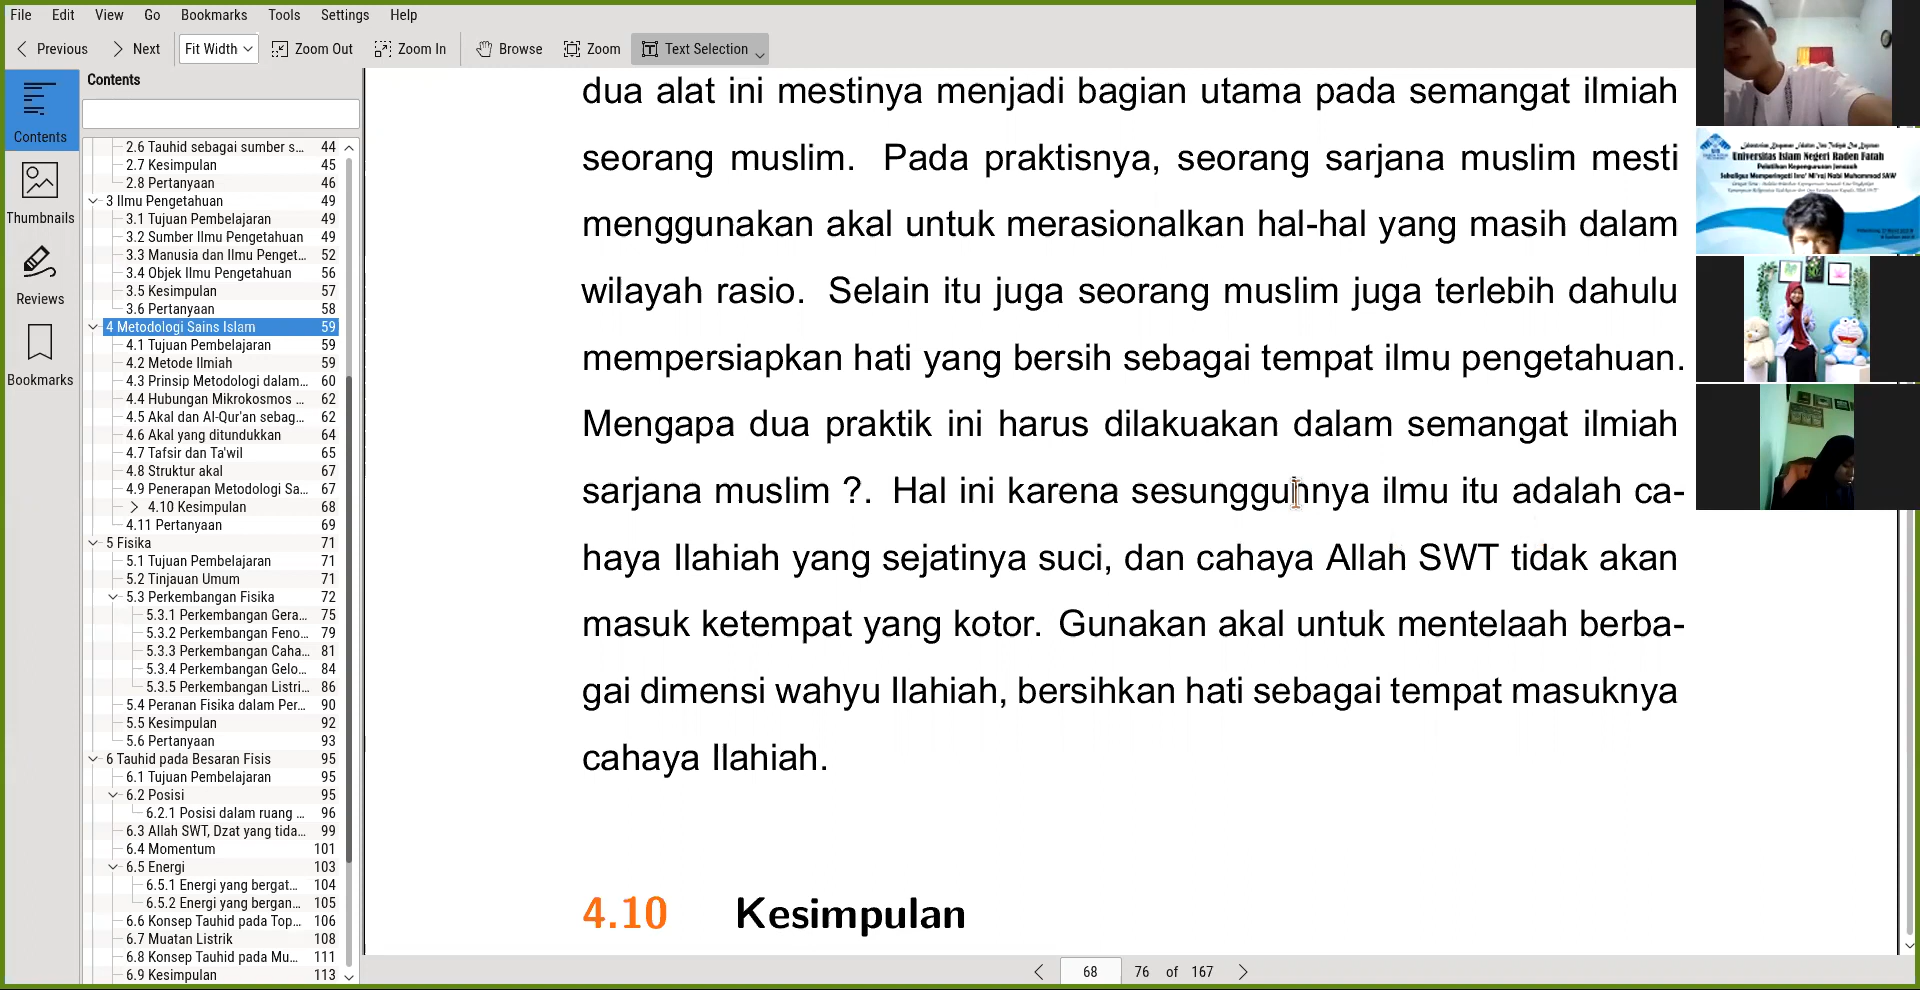 File Edit View Go Bookmarks Tools Settings Help
Previous Next Fit Width Zoom Out Zoom In Browse Zoom Text Selection
Contents
Contents
Thumbnails
Reviews
Bookmarks
2.6 Tauhid sebagai sumber s... 44
2.7 Kesimpulan 45
2.8 Pertanyaan 46
3 Ilmu Pengetahuan 49
3.1 Tujuan Pembelajaran 49
3.2 Sumber Ilmu Pengetahuan 49
3.3 Manusia dan Ilmu Penget... 52
3.4 Objek Ilmu Pengetahuan 56
3.5 Kesimpulan 57
3.6 Pertanyaan 58
4 Metodologi Sains Islam 59
4.1 Tujuan Pembelajaran 59
4.2 Metode Ilmiah 59
4.3 Prinsip Metodologi dalam... 60
4.4 Hubungan Mikrokosmos ... 62
4.5 Akal dan Al-Qur'an sebag... 62
4.6 Akal yang ditundukkan 64
4.7 Tafsir dan Ta'wil 65
4.8 Struktur akal 67
4.9 Penerapan Metodologi Sa... 67
4.10 Kesimpulan 68
4.11 Pertanyaan 69
5 Fisika 71
5.1 Tujuan Pembelajaran 71
5.2 Tinjauan Umum 71
5.3 Perkembangan Fisika 72
5.3.1 Perkembangan Gera... 75
5.3.2 Perkembangan Feno... 79
5.3.3 Perkembangan Caha... 81
5.3.4 Perkembangan Gelo... 84
5.3.5 Perkembangan Listri... 86
5.4 Peranan Fisika dalam Per... 90
5.5 Kesimpulan 92
5.6 Pertanyaan 93
6 Tauhid pada Besaran Fisis 95
6.1 Tujuan Pembelajaran 95
6.2 Posisi 95
6.2.1 Posisi dalam ruang ... 96
6.3 Allah SWT, Dzat yang tida... 99
6.4 Momentum 101
6.5 Energi 103
6.5.1 Energi yang bergat... 104
6.5.2 Energi yang bergan... 105
6.6 Konsep Tauhid pada Top... 106
6.7 Muatan Listrik 108
6.8 Konsep Tauhid pada Mu... 111
6.9 Kesimpulan 113
dua alat ini mestinya menjadi bagian utama pada semangat ilmiah
seorang muslim. Pada praktisnya, seorang sarjana muslim mesti
menggunakan akal untuk merasionalkan hal-hal yang masih dalam
wilayah rasio. Selain itu juga seorang muslim juga terlebih dahulu
mempersiapkan hati yang bersih sebagai tempat ilmu pengetahuan.
Mengapa dua praktik ini harus dilakuakan dalam semangat ilmiah
sarjana muslim ?. Hal ini karena sesungguhnya ilmu itu adalah ca-
haya Ilahiah yang sejatinya suci, dan cahaya Allah SWT tidak akan
masuk ketempat yang kotor. Gunakan akal untuk mentelaah berba-
gai dimensi wahyu Ilahiah, bersihkan hati sebagai tempat masuknya
cahaya Ilahiah.
4.10 Kesimpulan
68 76 of 167
Universitas Islam Negeri Raden Fatah
Sekaligus Memperingati Isra' Mi'raj Nabi Muhammad SAW